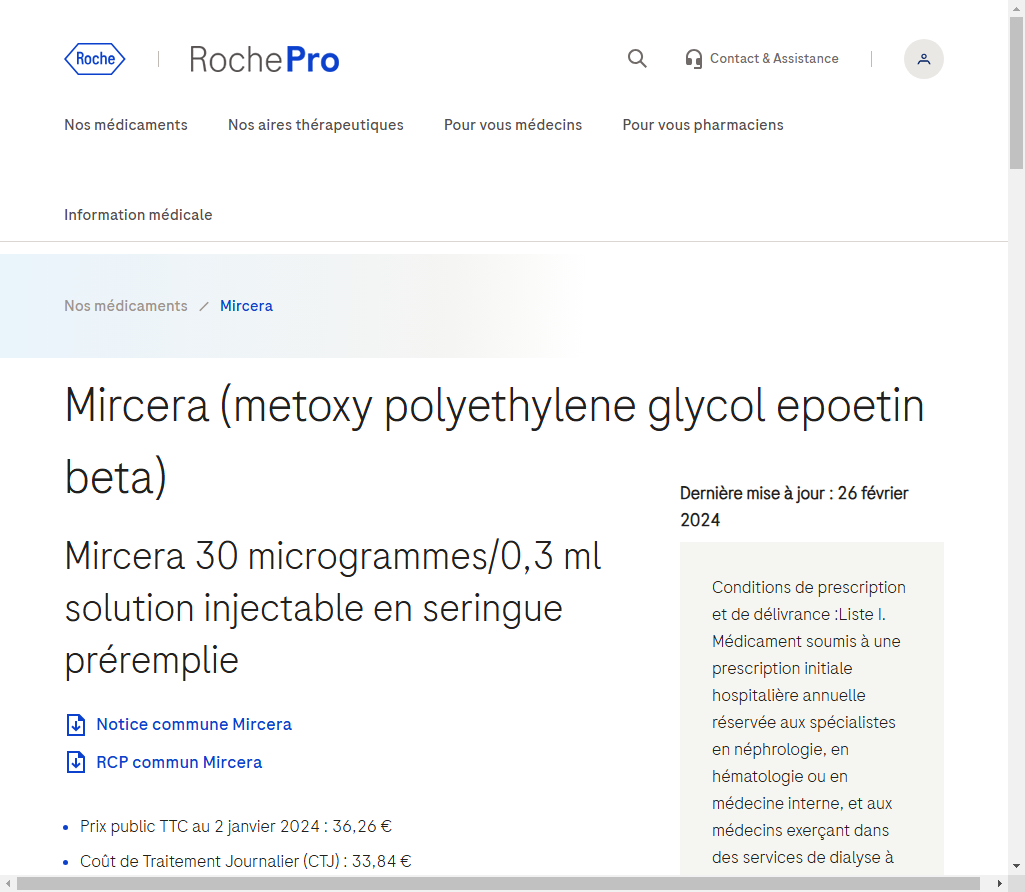 Roche
RochePro
Contact & Assistance
Nos médicaments
Nos aires thérapeutiques
Pour vous médecins
Pour vous pharmaciens
Information médicale
Nos médicaments / Mircera
Mircera (metoxy polyethylene glycol epoetin
beta)
Mircera 30 microgrammes/0,3 ml
solution injectable en seringue
préremplie
Notice commune Mircera
RCP commun Mircera
Prix public TTC au 2 janvier 2024 : 36,26 €
Coût de Traitement Journalier (CTJ) : 33,84 €
Dernière mise à jour : 26 février
2024
Conditions de prescription
et de délivrance :Liste I.
Médicament soumis à une
prescription initiale
hospitalière annuelle
réservée aux spécialistes
en néphrologie, en
hématologie ou en
médecine interne, et aux
médecins exerçant dans
des services de dialyse à